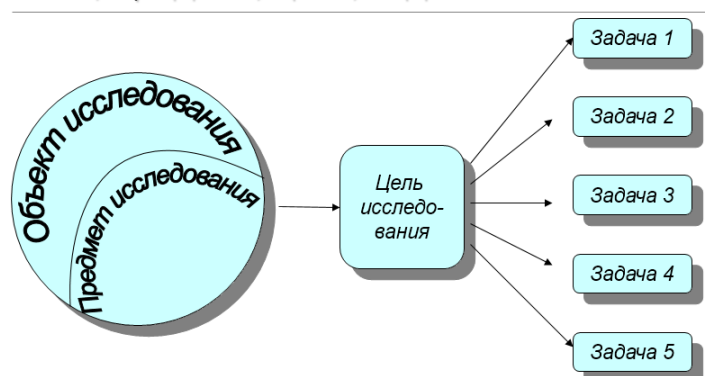 Объект исследования
Предмет исследования
Цель
исследо-
вания
Задача 1
Задача 2
Задача 3
Задача 4
Задача 5